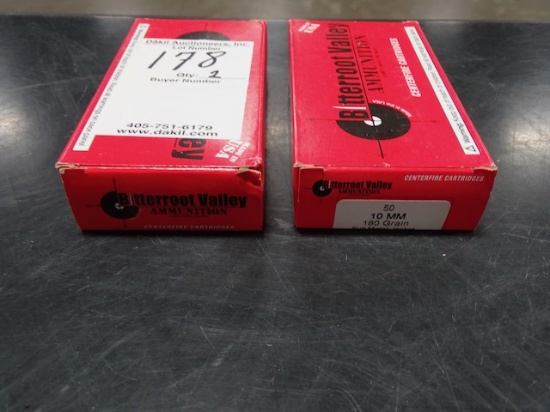 Dakil Auctioneers, Inc.
Lot Number
178
Qty: 2
Buyer Number
405-751-6179
www.dakil.com
Bitterroot Valley
AMMUNITION
CENTERFIRE CARTRIDGES
Bitterroot Valley
AMMUNITION
CENTERFIRE CARTRIDGES
CENTERFIRE CARTRIDGES
Bitterroot Valley
AMMUNITION
50
10 MM
180 Grain